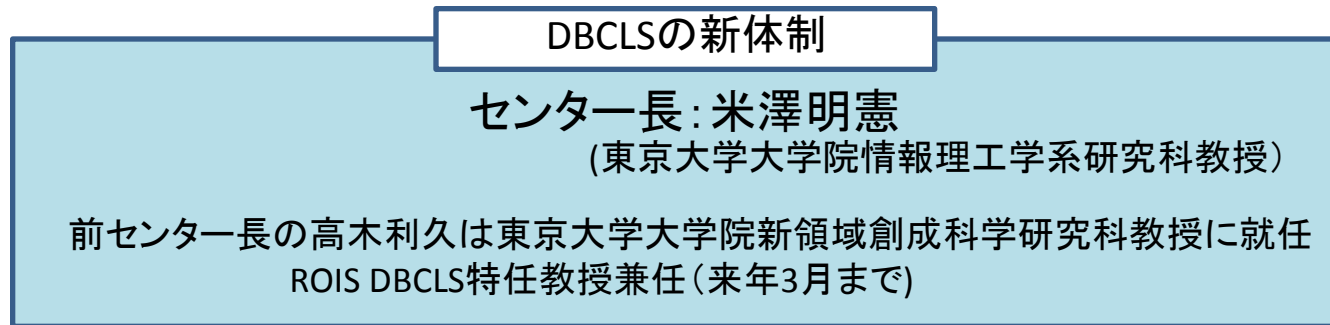 DBCLSの新体制
センター長：米澤明憲
(東京大学大学院情報理工学系研究科教授）
前センター長の高木利久は東京大学大学院新領域創成科学研究科教授に就任
ROIS DBCLS特任教授兼任（来年3月まで)